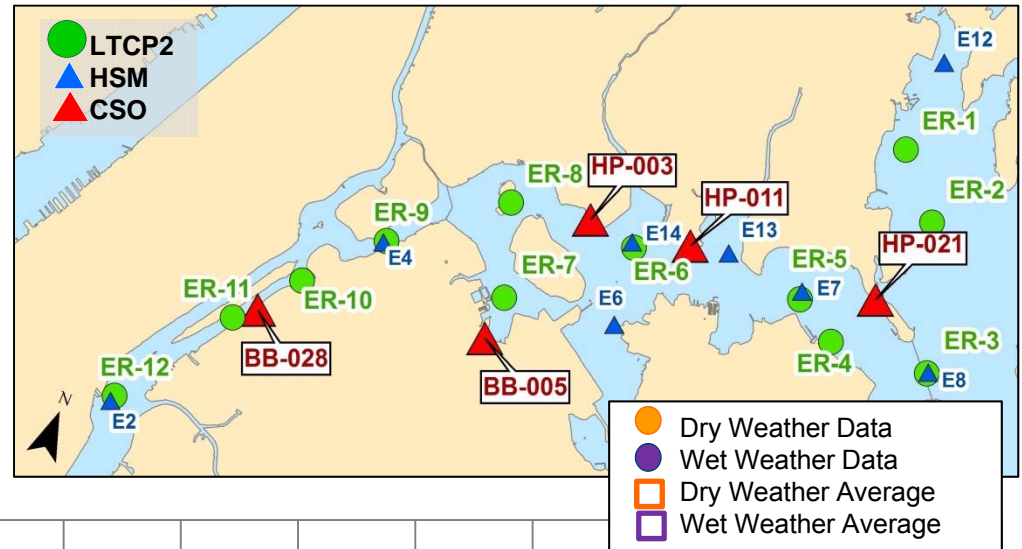 LTCP2
HSM
CSO
E12
ER-1
ER-2
HP-003
ER-8
HP-011
ER-9
E14
E13
HP-021
E4
ER-6
ER-5
ER-7
E7
ER-11
ER-10
E6
ER-4
ER-3
BB-028
ER-12
BB-005
E8
N
E2
Dry Weather Data
Wet Weather Data
Dry Weather Average
Wet Weather Average